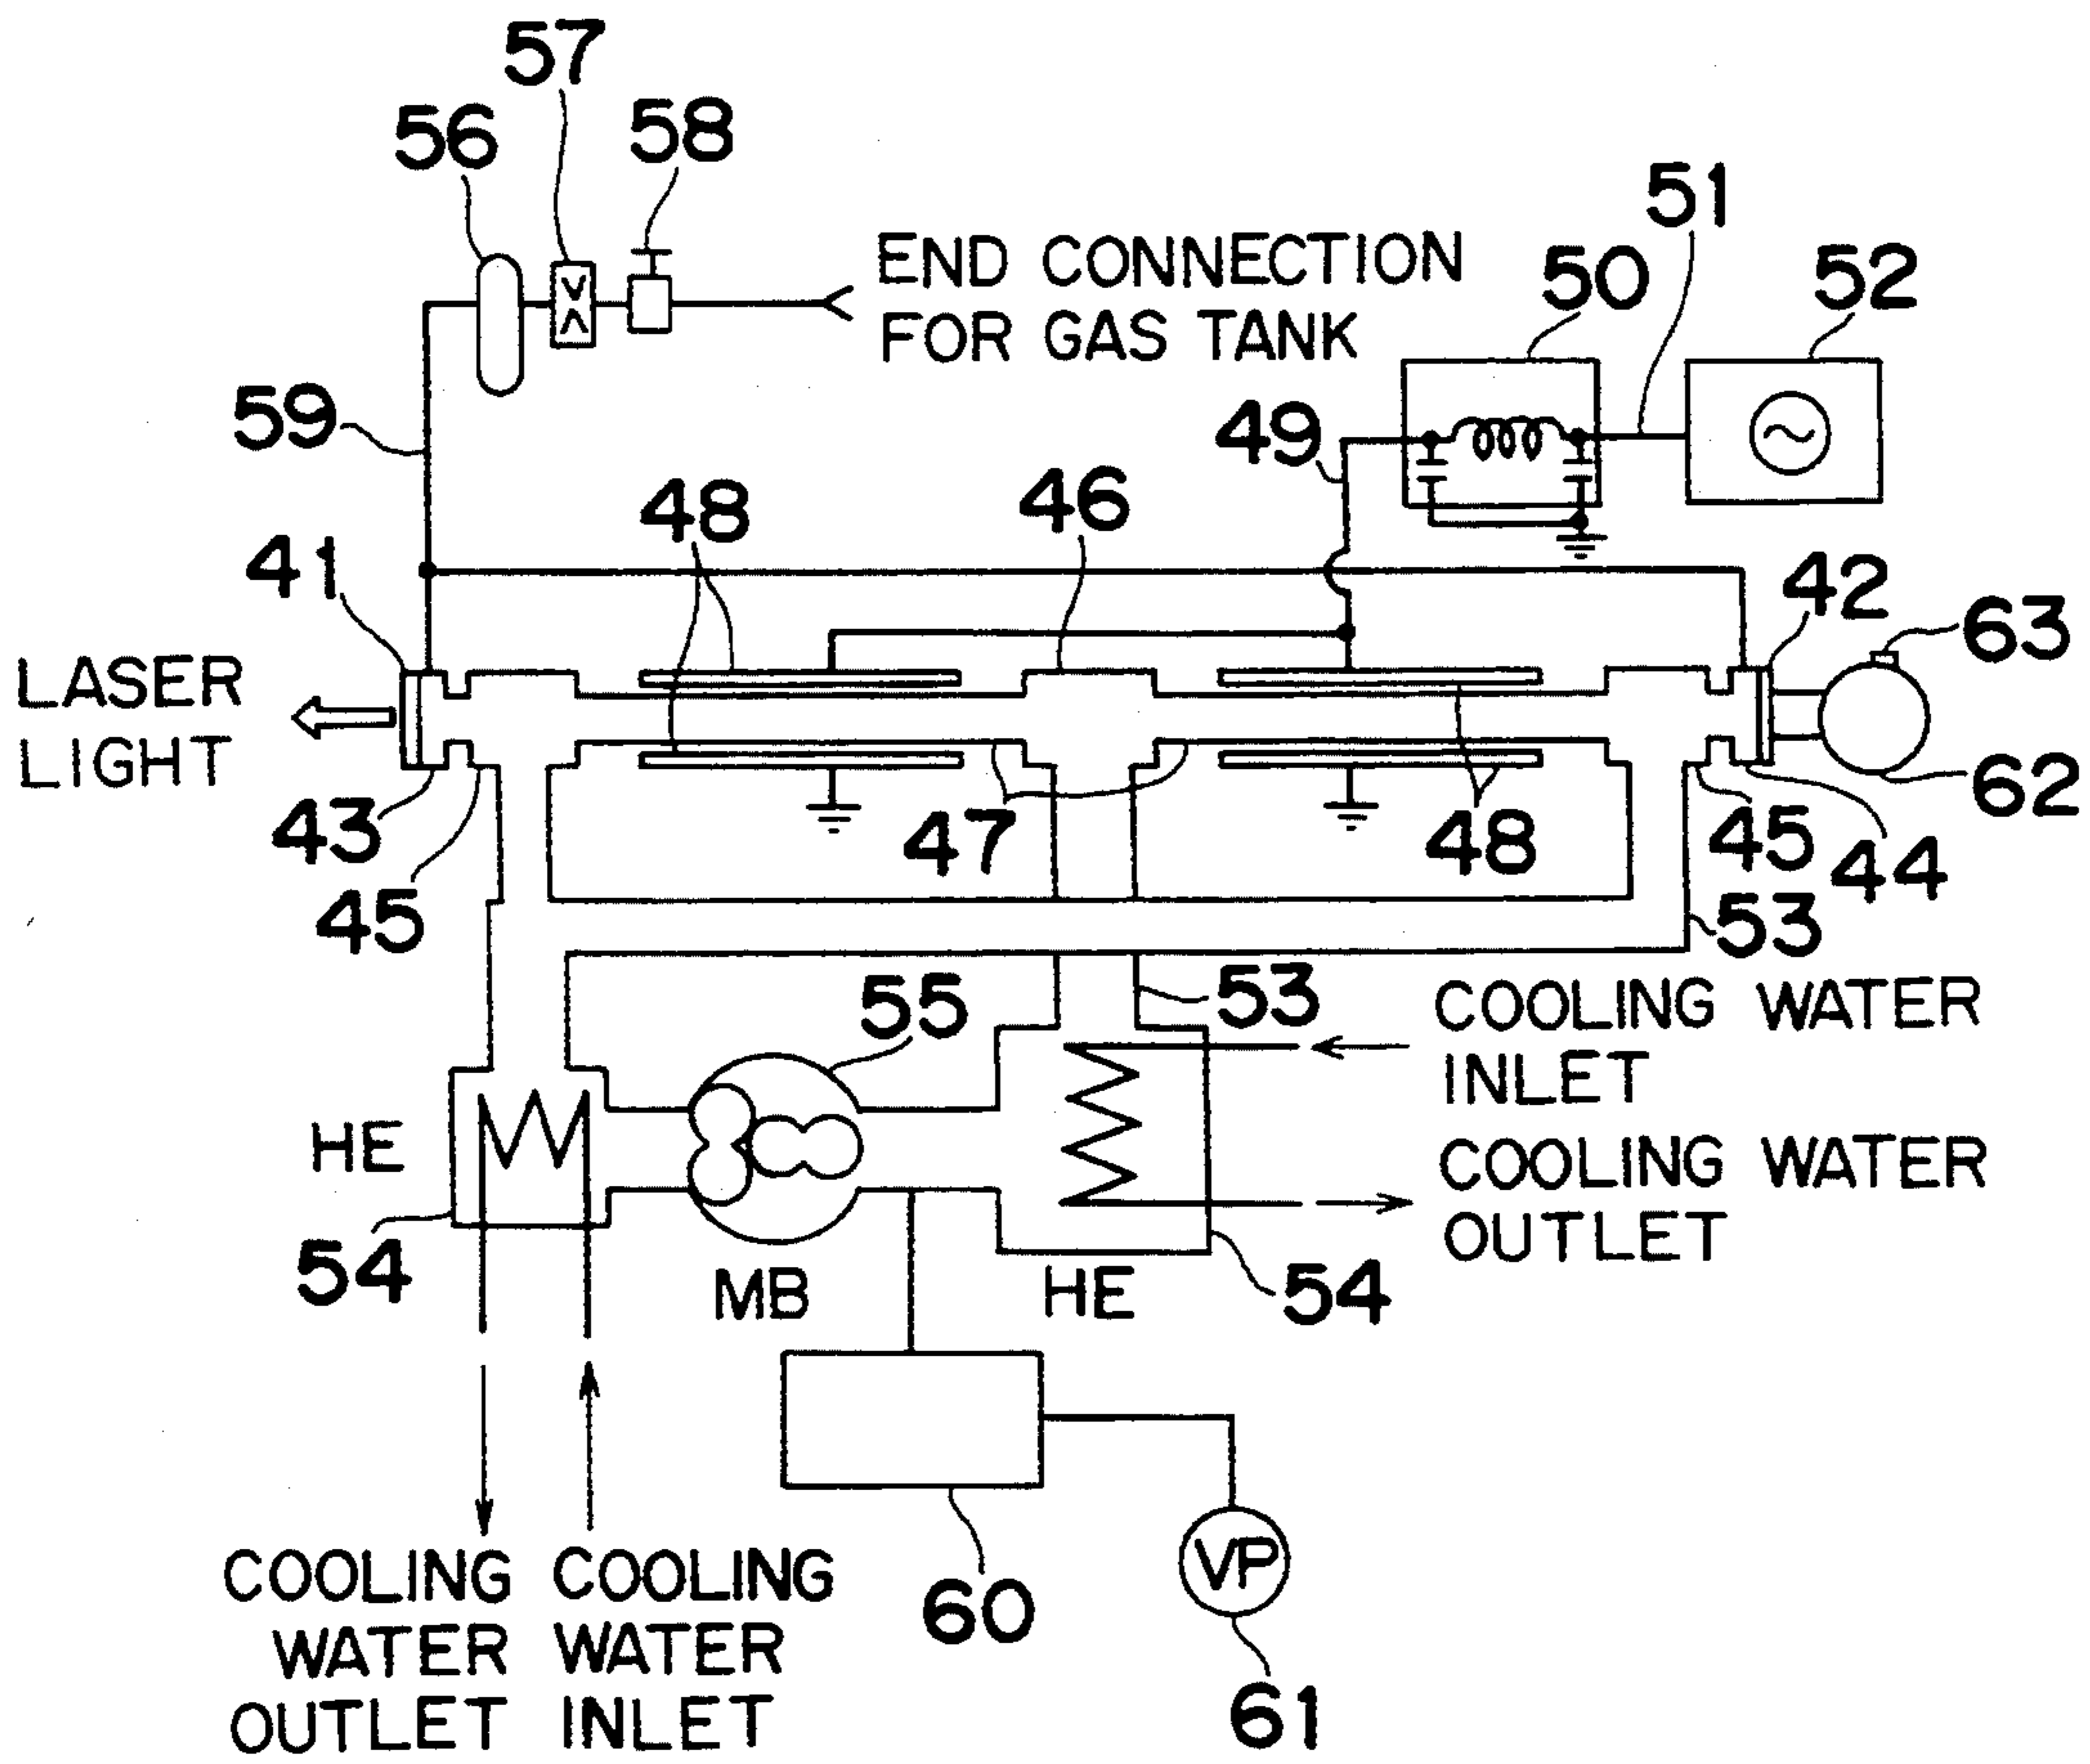 57
56
58
51
END CONNECTION
FOR GAS TANK
50
52
59
49
48
46
41
42
63
LASER
LIGHT
62
43
47
48
45
44
45
53
55
53
COOLING WATER
INLET
HE
COOLING WATER
OUTLET
54
MB
HE
54
COOLING
WATER
OUTLET
COOLING
WATER
INLET
60
VP
61